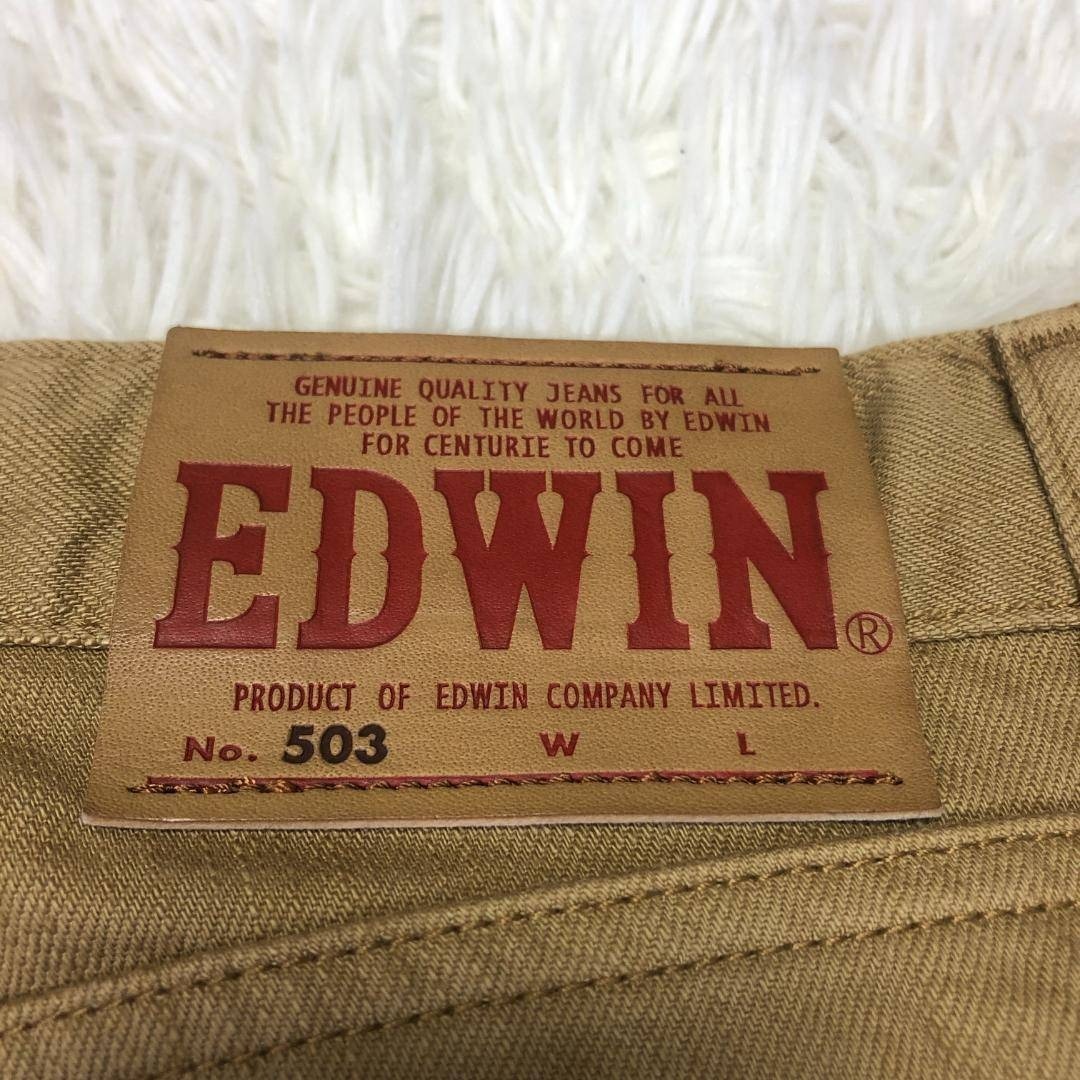 GENUINE QUALITY JEANS FOR ALL
THE PEOPLE OF THE WORLD BY EDWIN
FOR CENTURIE TO COME
EDWIN®
PRODUCT OF EDWIN COMPANY LIMITED.
No. 503 W L